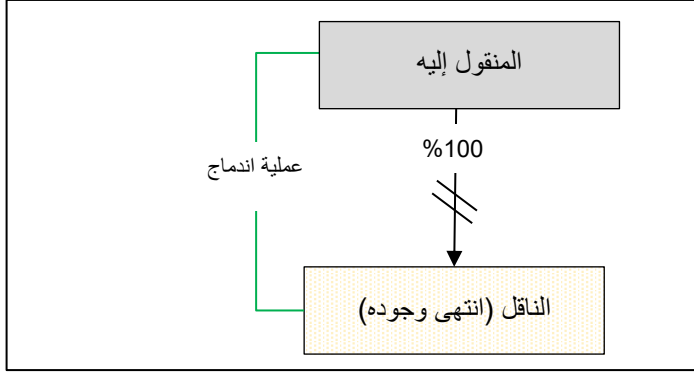 المنقول إليه
%100
عملية اندماج
الناقل (انتهى وجوده)